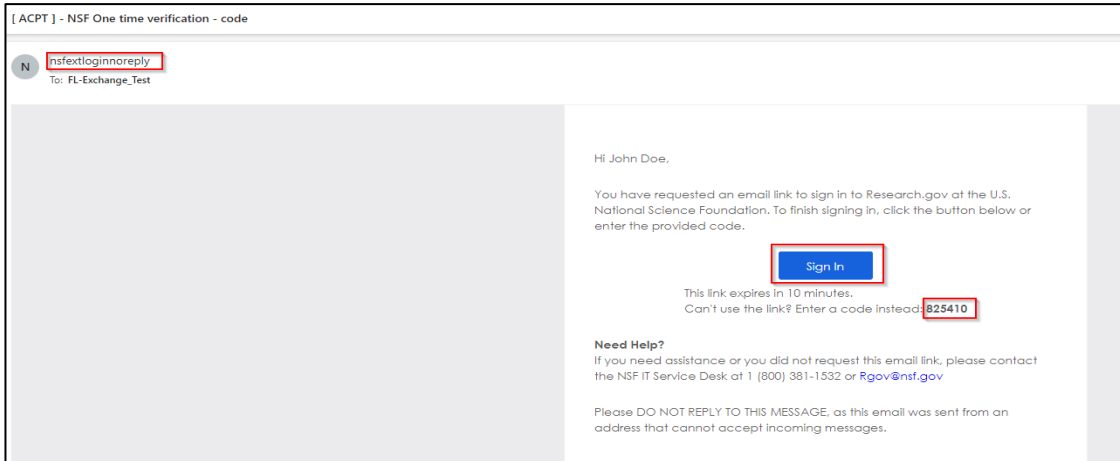 [ ACPT ] - NSF One time verification - code
N
nsfextloginnoreply
To: FL-Exchange_Test
Hi John Doe,
You have requested an email link to sign in to Research.gov at the U.S.
National Science Foundation. To finish signing in, click the button below or
enter the provided code.
Sign In
This link expires in 10 minutes.
Can't use the link? Enter a code instead: 825410
Need Help?
If you need assistance or you did not request this email link, please contact
the NSF IT Service Desk at 1 (800) 381-1532 or Rgov@nsf.gov
Please DO NOT REPLY TO THIS MESSAGE, as this email was sent from an
address that cannot accept incoming messages.